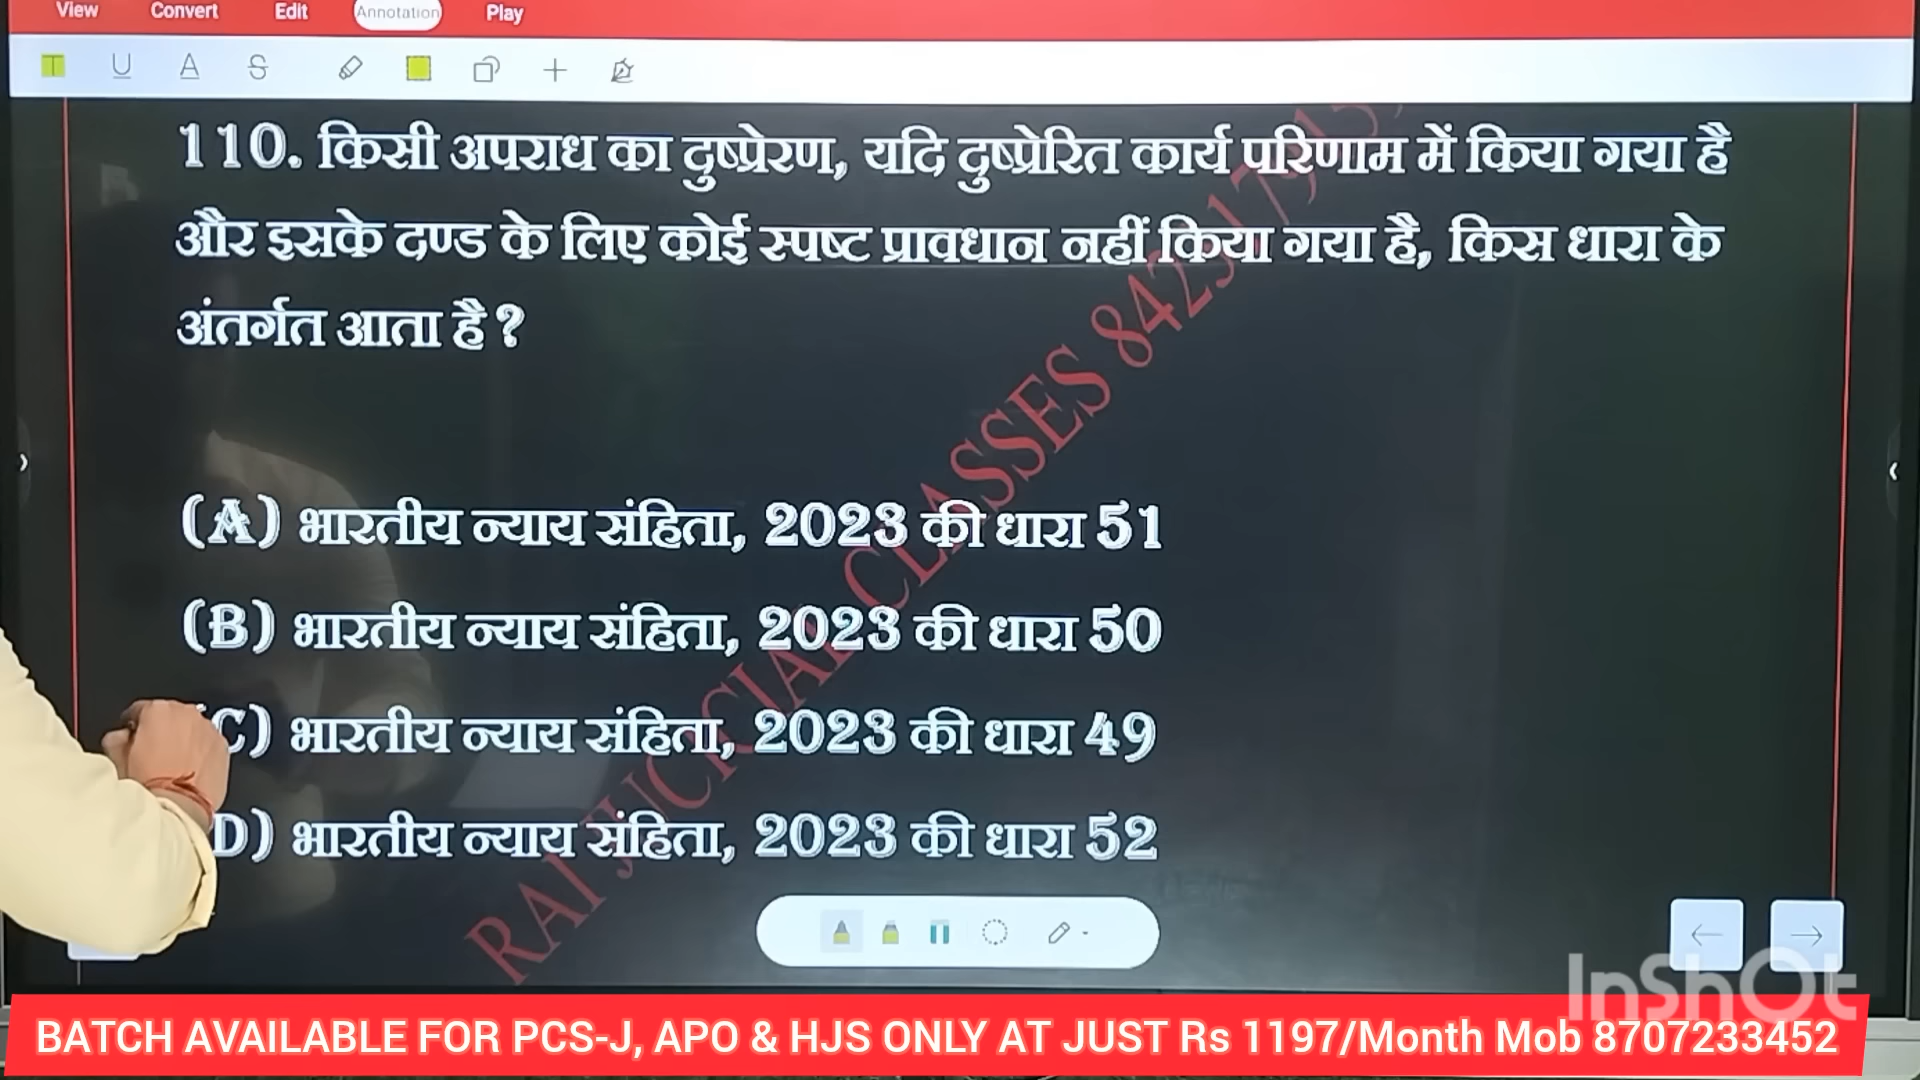 View Convert Edit Annotation Play
T U A S
110. किसी अपराध का दुष्प्रेरण, यदि दुष्प्रेरित कार्य परिणाम में किया गया है
और इसके दण्ड के लिए कोई स्पष्ट प्रावधान नहीं किया गया है, किस धारा के
अंतर्गत आता है?
(A) भारतीय न्याय संहिता, 2023 की धारा 51
(B) भारतीय न्याय संहिता, 2023 की धारा 50
C) भारतीय न्याय संहिता, 2023 की धारा 49
D) भारतीय न्याय संहिता, 2023 की धारा 52
CLASSES
InShOt
BATCH AVAILABLE FOR PCS-J, APO & HJS ONLY AT JUST Rs 1197/Month Mob 8707233452